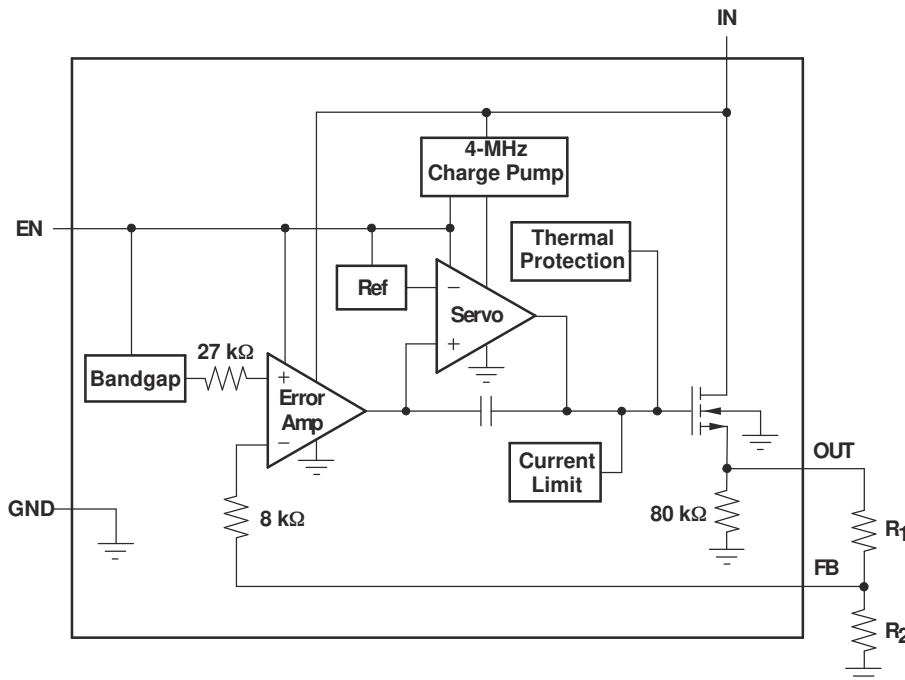 IN
4-MHz
Charge Pump
EN
Thermal
Protection
Ref
−
Servo
+
27 kΩ
Bandgap
+
Error
Amp
−
Current
Limit
OUT
GND
8 kΩ
80 kΩ
R1
FB
R2